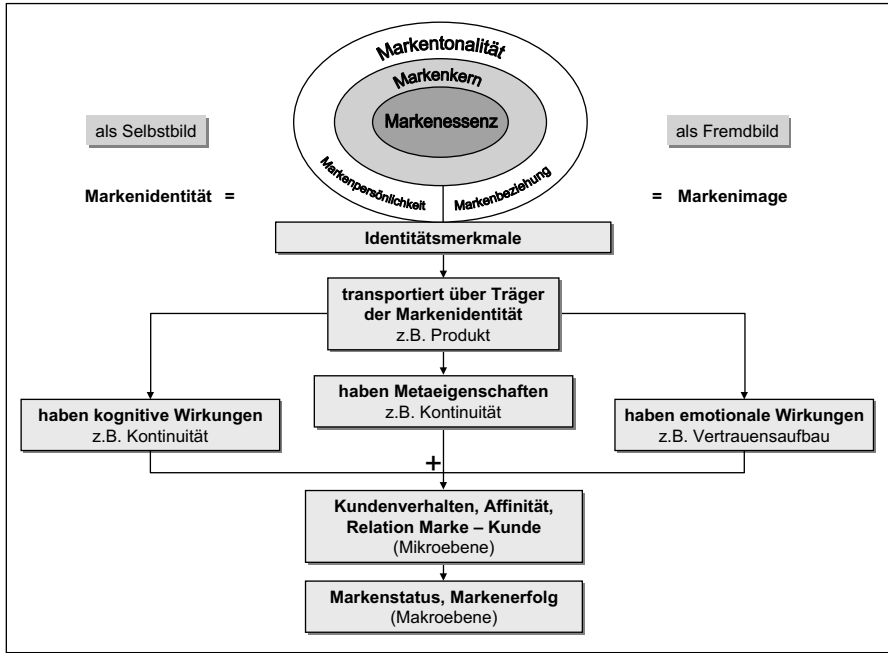 Markentonalität
Markenkern
Markenessenz
als Selbstbild
als Fremdbild
Markenpersönlichkeit
Markenbeziehung
Markenidentität =
= Markenimage
Identitätsmerkmale
transportiert über Träger
der Markenidentität
z.B. Produkt
haben kognitive Wirkungen
z.B. Kontinuität
haben Metaeigenschaften
z.B. Kontinuität
haben emotionale Wirkungen
z.B. Vertrauensaufbau
+
Kundenverhalten, Affinität,
Relation Marke – Kunde
(Mikroebene)
Markenstatus, Markenerfolg
(Makroebene)